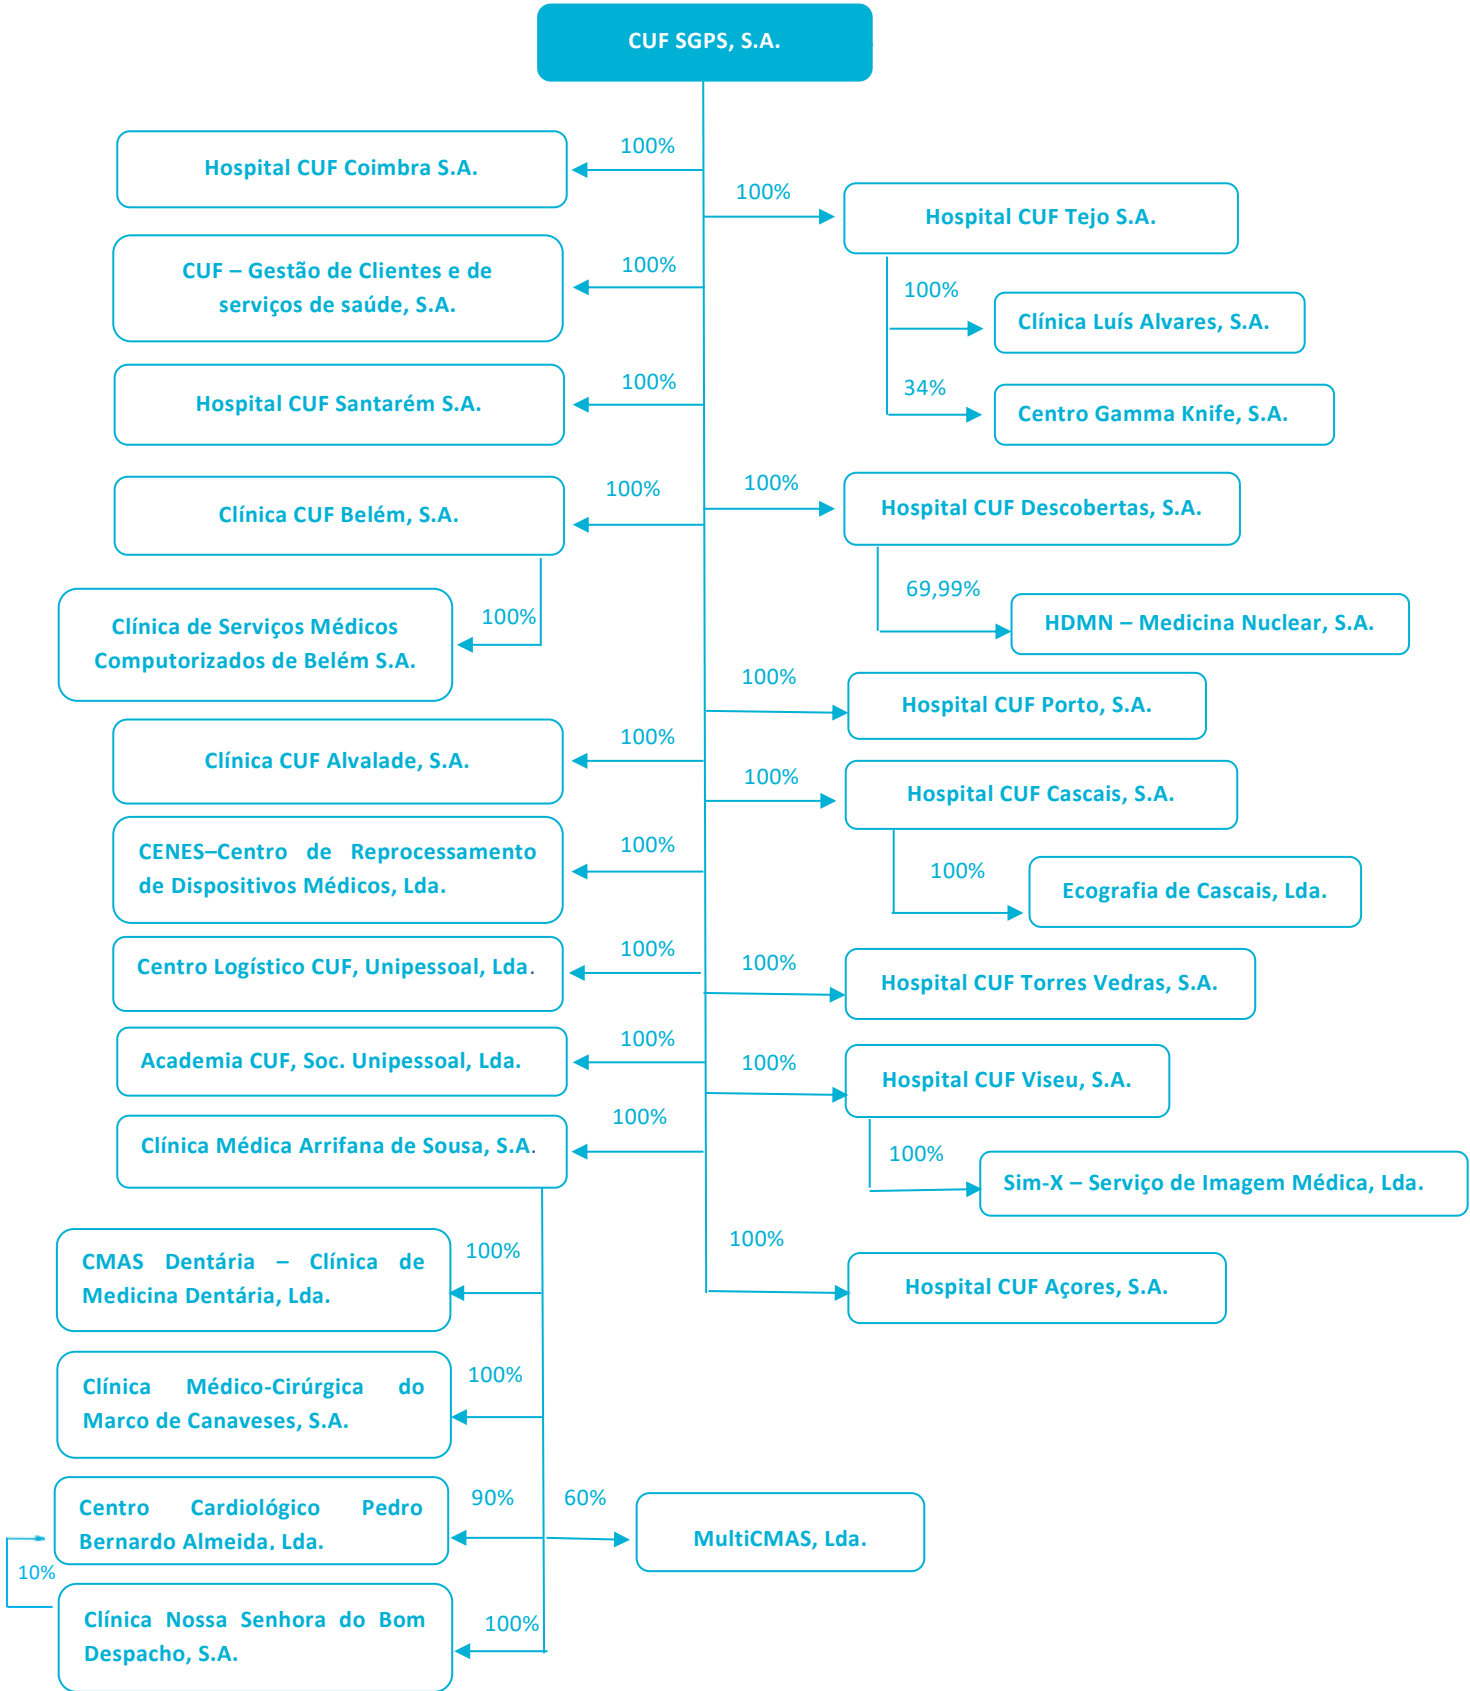 CUF SGPS, S.A.
100%
Hospital CUF Coimbra S.A.
100%
Hospital CUF Tejo S.A.
100%
CUF – Gestão de Clientes e de
serviços de saúde, S.A.
100%
Clínica Luís Alvares, S.A.
100%
Hospital CUF Santarém S.A.
34%
Centro Gamma Knife, S.A.
100%
Clínica CUF Belém, S.A.
100%
Hospital CUF Descobertas, S.A.
69,99%
HDMN – Medicina Nuclear, S.A.
100%
Clínica de Serviços Médicos
Computorizados de Belém S.A.
100%
Hospital CUF Porto, S.A.
100%
Clínica CUF Alvalade, S.A.
100%
Hospital CUF Cascais, S.A.
100%
CENES–Centro de Reprocessamento
de Dispositivos Médicos, Lda.
100%
Ecografia de Cascais, Lda.
100%
Centro Logístico CUF, Unipessoal, Lda.
100%
Hospital CUF Torres Vedras, S.A.
100%
Academia CUF, Soc. Unipessoal, Lda.
100%
Hospital CUF Viseu, S.A.
100%
Clínica Médica Arrifana de Sousa, S.A.
100%
Sim-X – Serviço de Imagem Médica, Lda.
100%
CMAS Dentária – Clínica de
Medicina Dentária, Lda.
100%
Hospital CUF Açores, S.A.
100%
Clínica Médico-Cirúrgica do
Marco de Canaveses, S.A.
90%
Centro Cardiológico Pedro
Bernardo Almeida, Lda.
60%
MultiCMAS, Lda.
10%
100%
Clínica Nossa Senhora do Bom
Despacho, S.A.